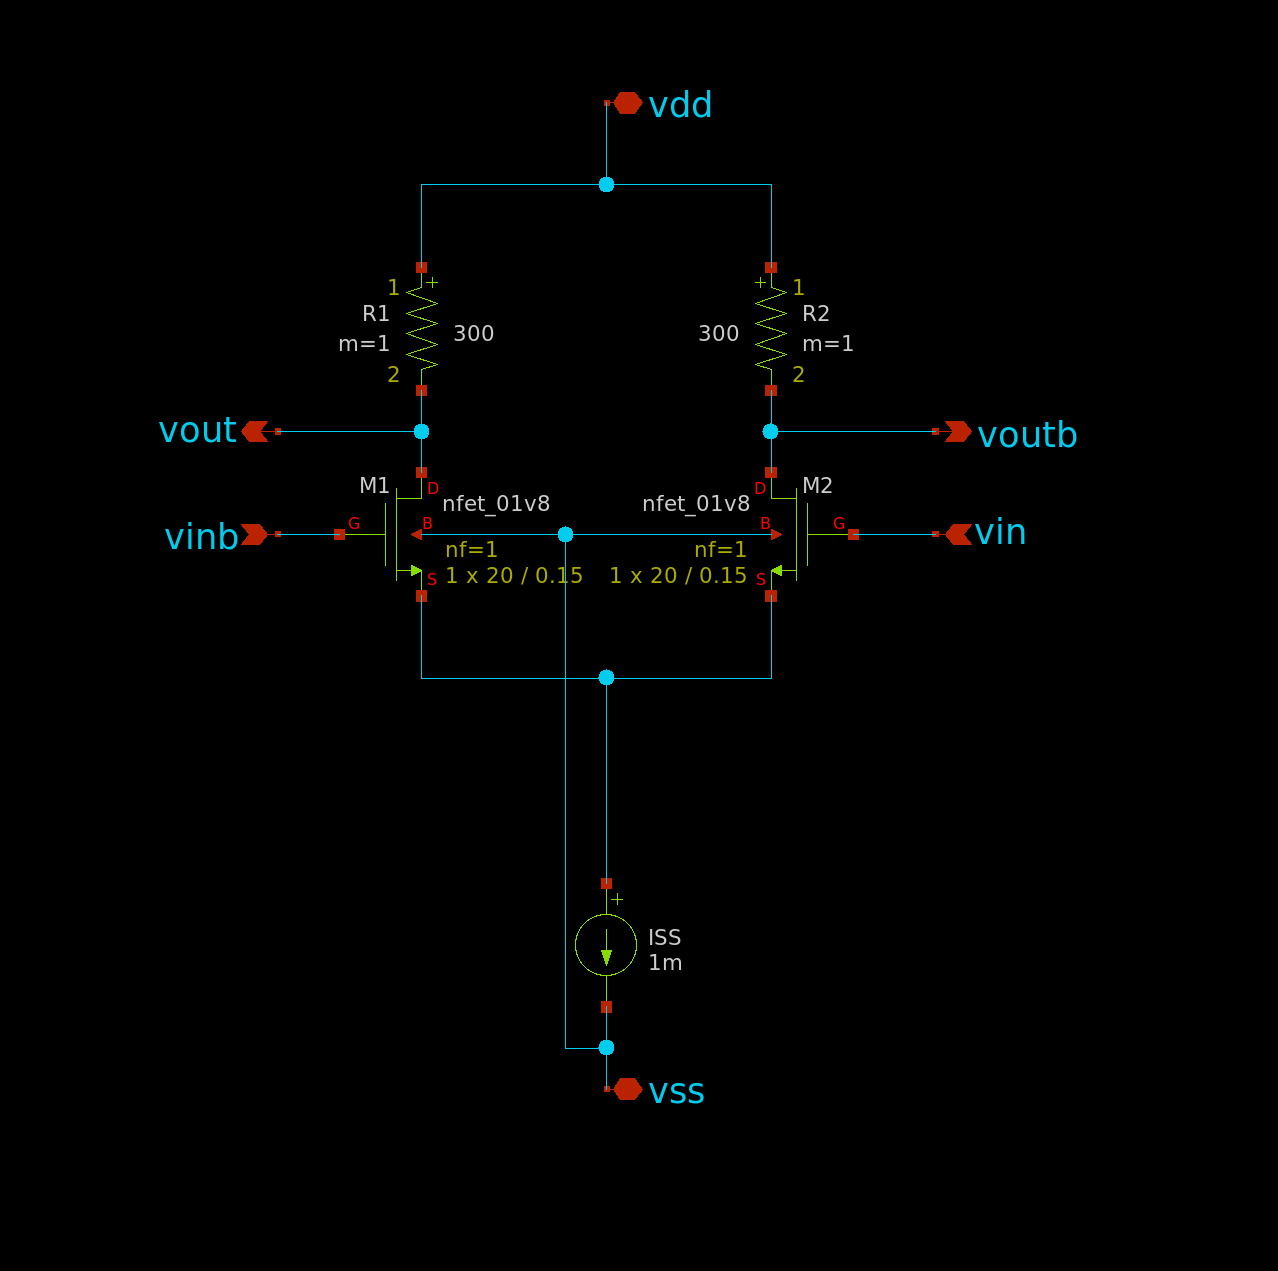 vdd
1
R1
m=1
2
300
300
1
R2
m=1
2
vout
voutb
M1
D
nfet_01v8
nfet_01v8
D
M2
vinb
G
B
B
G
vin
nf=1
nf=1
S
1 x 20 / 0.15
1 x 20 / 0.15
S
ISS
1m
vss